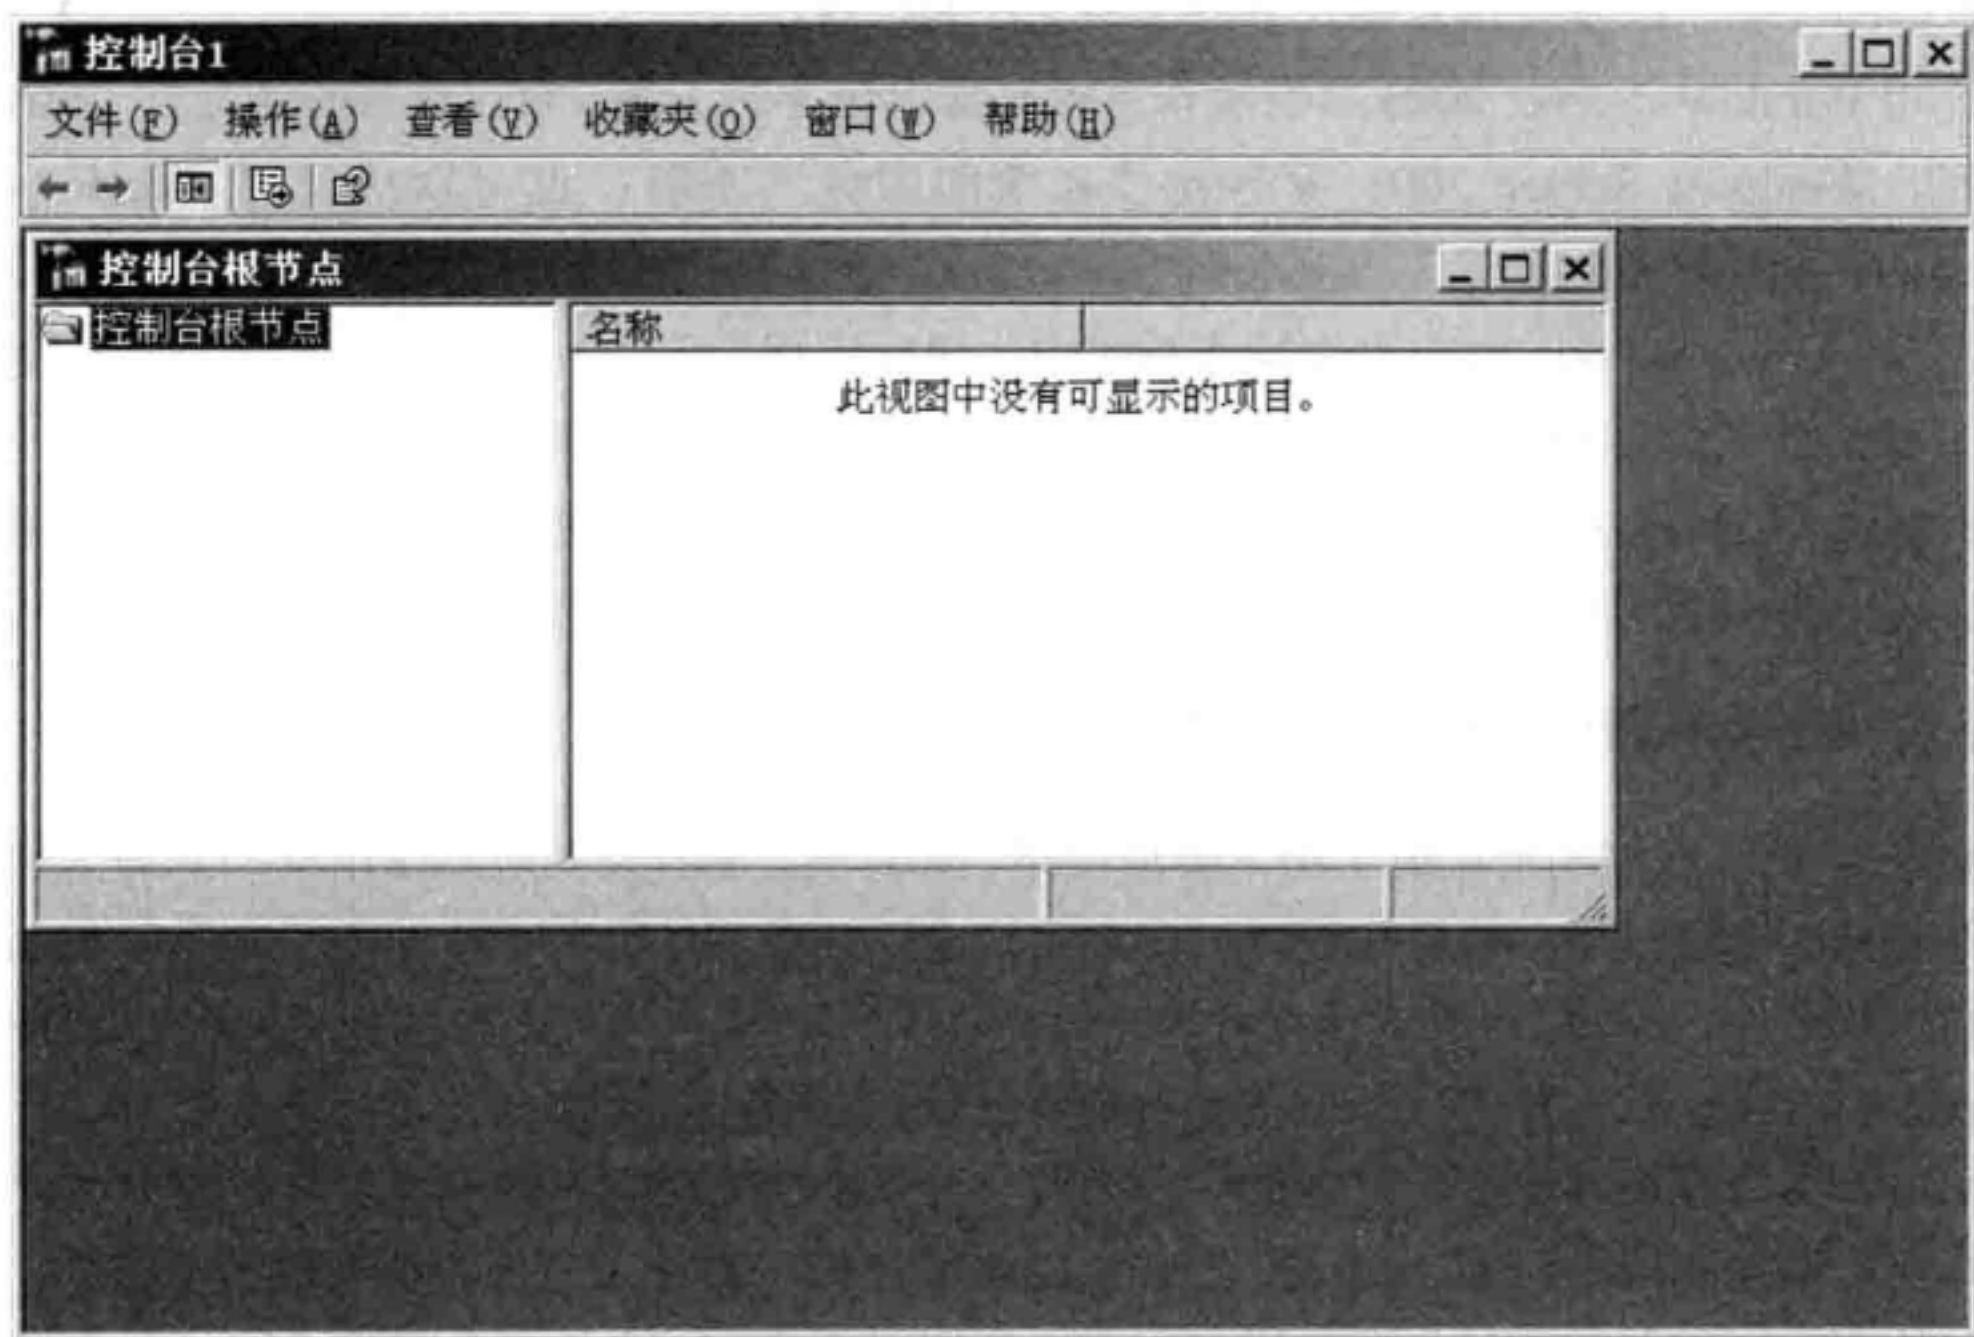 控制台1
文件(F) 操作(A) 查看(V) 收藏夹(O) 窗口(W) 帮助(H)
控制台根节点
控制台根节点 名称
此视图中没有可显示的项目。